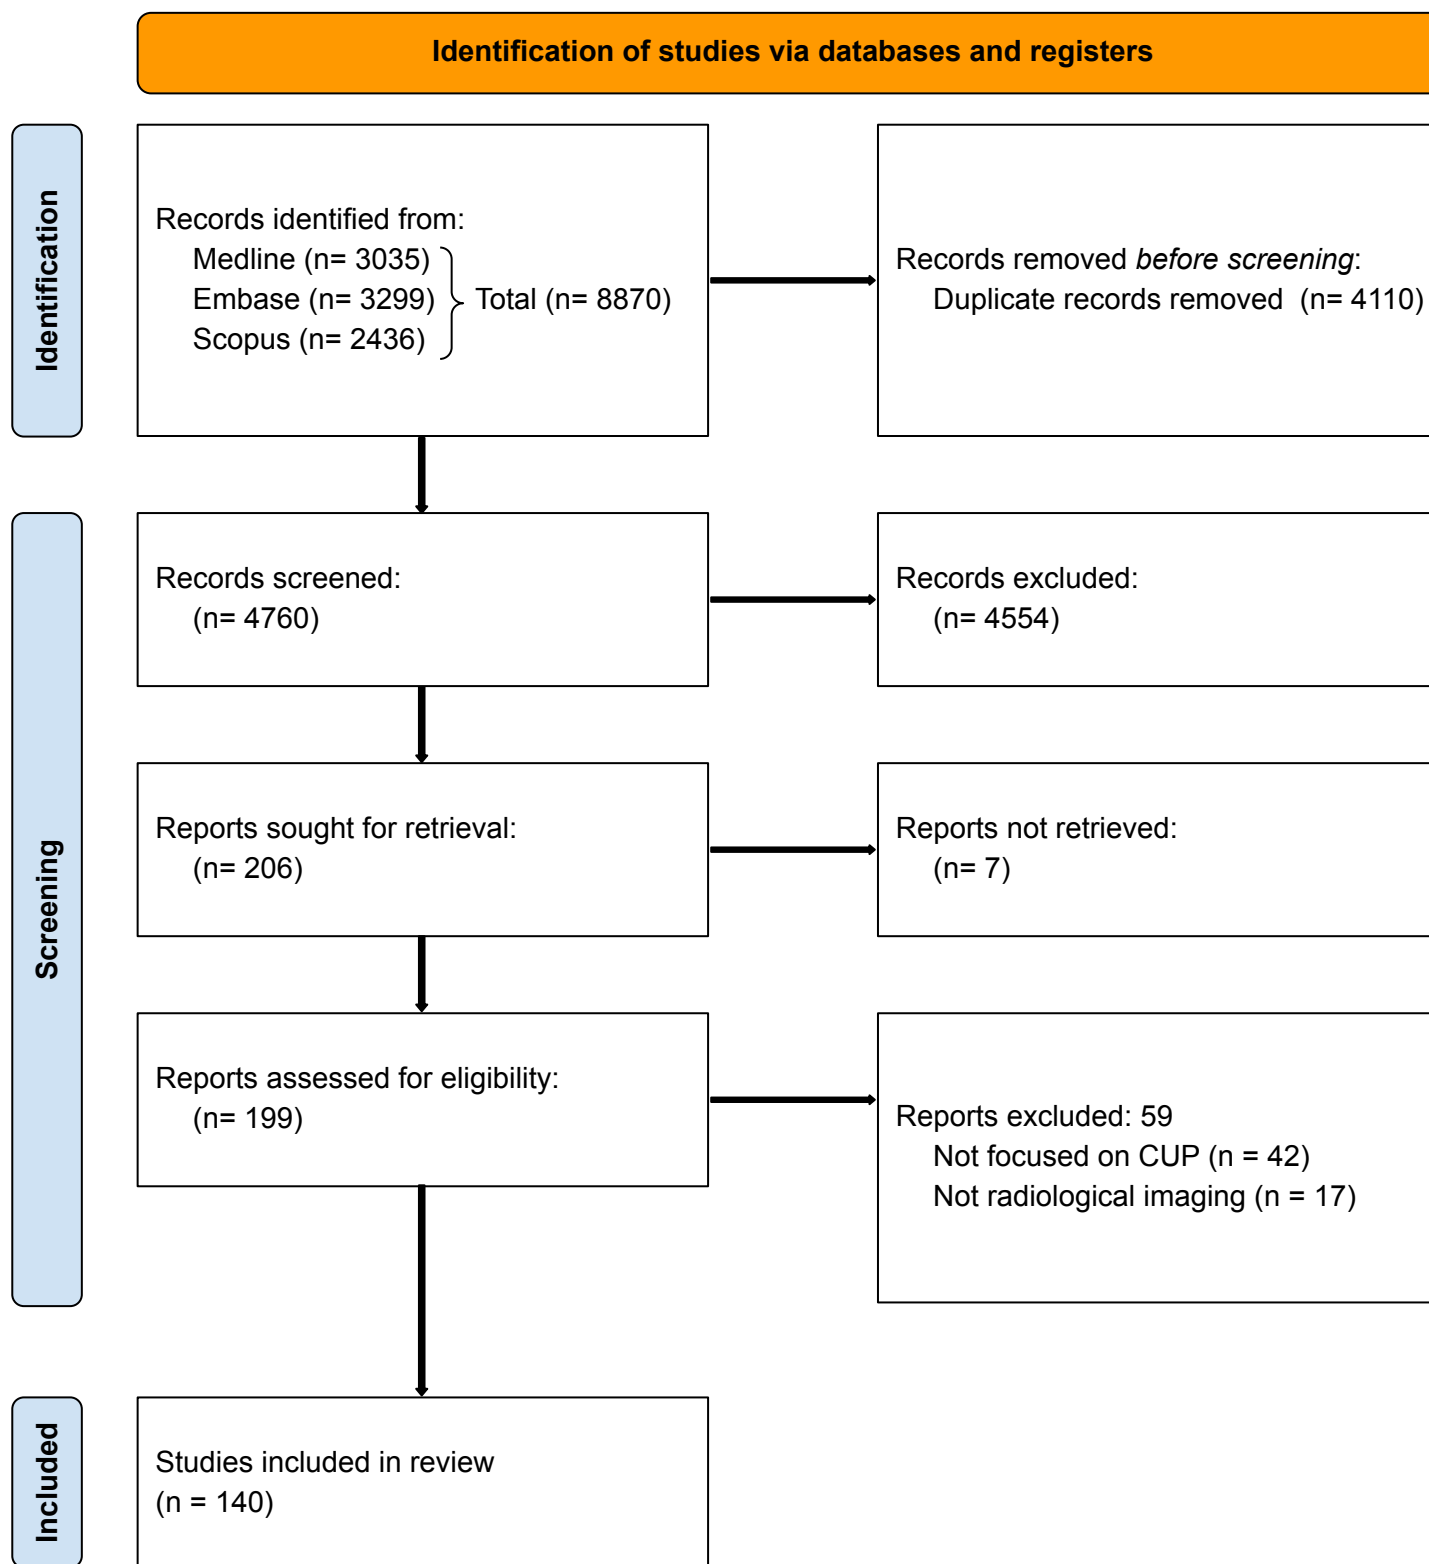 Identification of studies via databases and registers
Identification
Records identified from:
Medline (n= 3035)
Embase (n= 3299)
Scopus (n= 2436)
Total (n= 8870)
Records removed before screening:
Duplicate records removed (n= 4110)
Screening
Records screened:
(n= 4760)
Records excluded:
(n= 4554)
Reports sought for retrieval:
(n= 206)
Reports not retrieved:
(n= 7)
Reports assessed for eligibility:
(n= 199)
Reports excluded: 59
Not focused on CUP (n = 42)
Not radiological imaging (n = 17)
Included
Studies included in review
(n = 140)